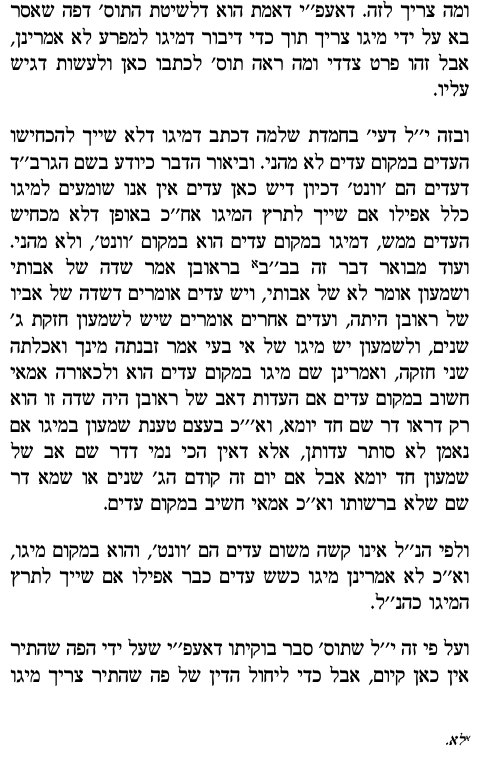 ומה צריך לזה. דאעפ״י דאמת הוא דלשיטת התוס׳ דפה שאסר
בא על ידי מיגו צריך תוך כדי דיבור דמיגו למפרע לא אמרינן,
אבל זהו פרט צדדי ומה ראה תוס׳ לכתבו כאן ולעשות דגיש
עליו.
ובזה י״ל דעי׳ בחמדת שלמה דכתב דמיגו דלא שייך להכחישו
העדים במקום עדים לא מהני. וביאור הדבר כיודע בשם הגרב״ד
דעדים הם ׳וונט׳ דכיון דיש כאן עדים אין אנו שומעים למיגו
כלל אפילו אם שייך לתרץ המיגו אח״כ באופן דלא מכחיש
העדים ממש, דמיגו במקום עדים הוא במקום ׳וונט׳, ולא מהני.
ועוד מבואר דבר זה בב״בא בראובן אמר שדה של אבותי
ושמעון אומר לא של אבותי, ויש עדים אומרים דשדה של אביו
של ראובן היתה, ועדים אחרים אומרים שיש לשמעון חזקת ג׳
שנים, ולשמעון יש מיגו של אי בעי אמר זבנתה מינך ואכלתה
שני חזקה, ואמרינן שם מיגו במקום עדים הוא ולכאורה אמאי
חשוב במקום עדים אם העדות דאב של ראובן היה שדה זו הוא
רק דראו דר שם חד יומא, וא׳״כ בעצם טענת שמעון במיגו אם
נאמן לא סותר עדותן, אלא דאין הכי נמי דדר שם אב של
שמעון חד יומא אבל אם יום זה קודם הג׳ שנים או שמא דר
שם שלא ברשותו וא״כ אמאי חשיב במקום עדים.
ולפי הנ״ל אינו קשה משום עדים הם ׳וונט׳, והוא במקום מיגו,
וא״כ לא אמרינן מיגו כשש עדים כבר אפילו אם שייך לתרץ
המיגו כהנ״ל.
ועל פי זה י״ל שתוס׳ סבר בוקיתו דאעפ״י שעל ידי הפה שהתיר
אין כאן קיום, אבל כדי ליחול הדין של פה שהתיר צריך מיגו
אלא.